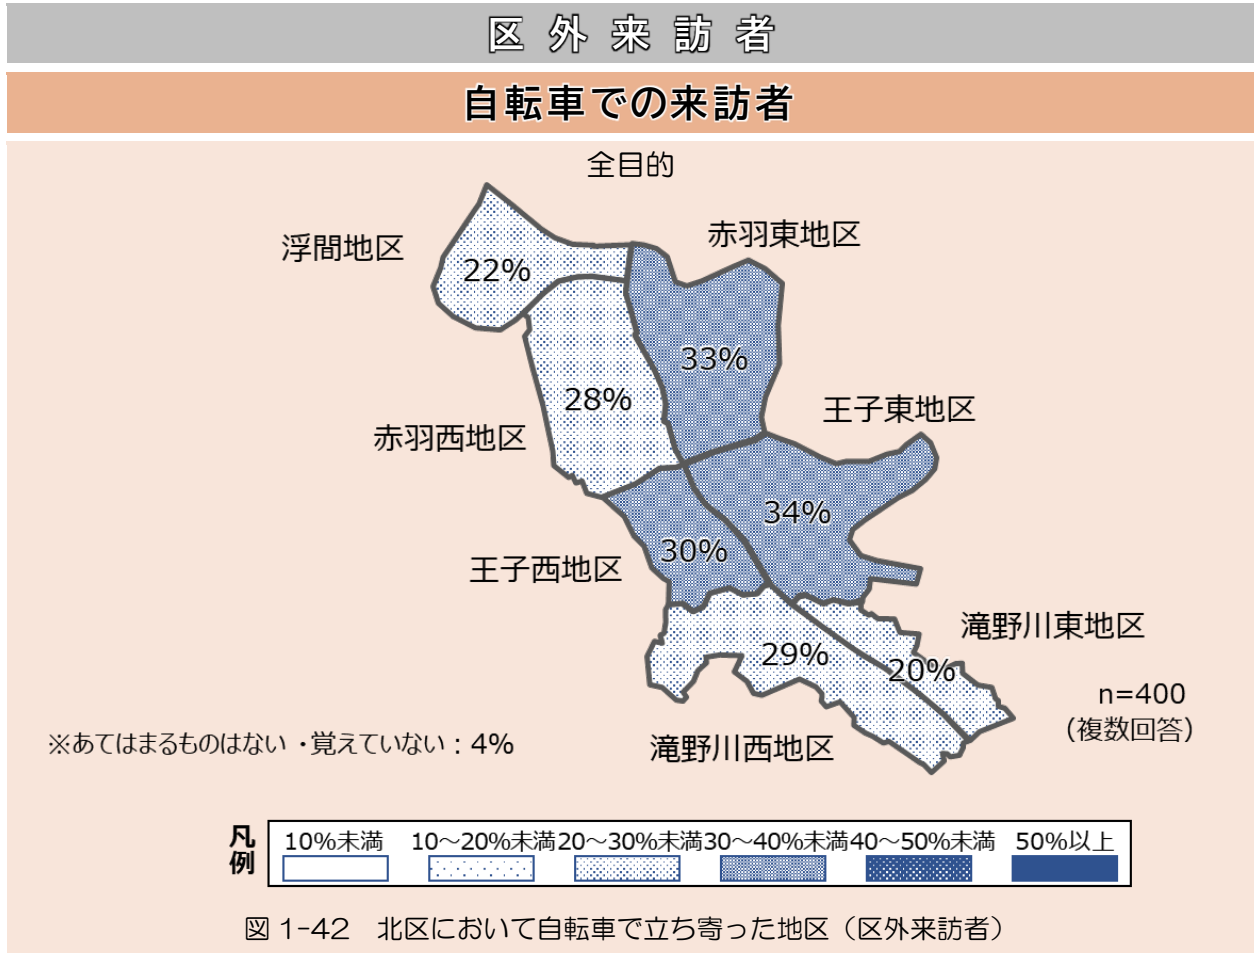 区外来訪者
自転車での来訪者
全目的
浮間地区
赤羽東地区
22%
33%
28%
王子東地区
赤羽西地区
34%
30%
王子西地区
滝野川東地区
29%
20%
n=400
（複数回答）
※あてはまるものはない ・覚えていない：4%
滝野川西地区
凡例
10%未満 10～20%未満 20～30%未満 30～40%未満 40～50%未満 50%以上
図 1-42　北区において自転車で立ち寄った地区（区外来訪者）